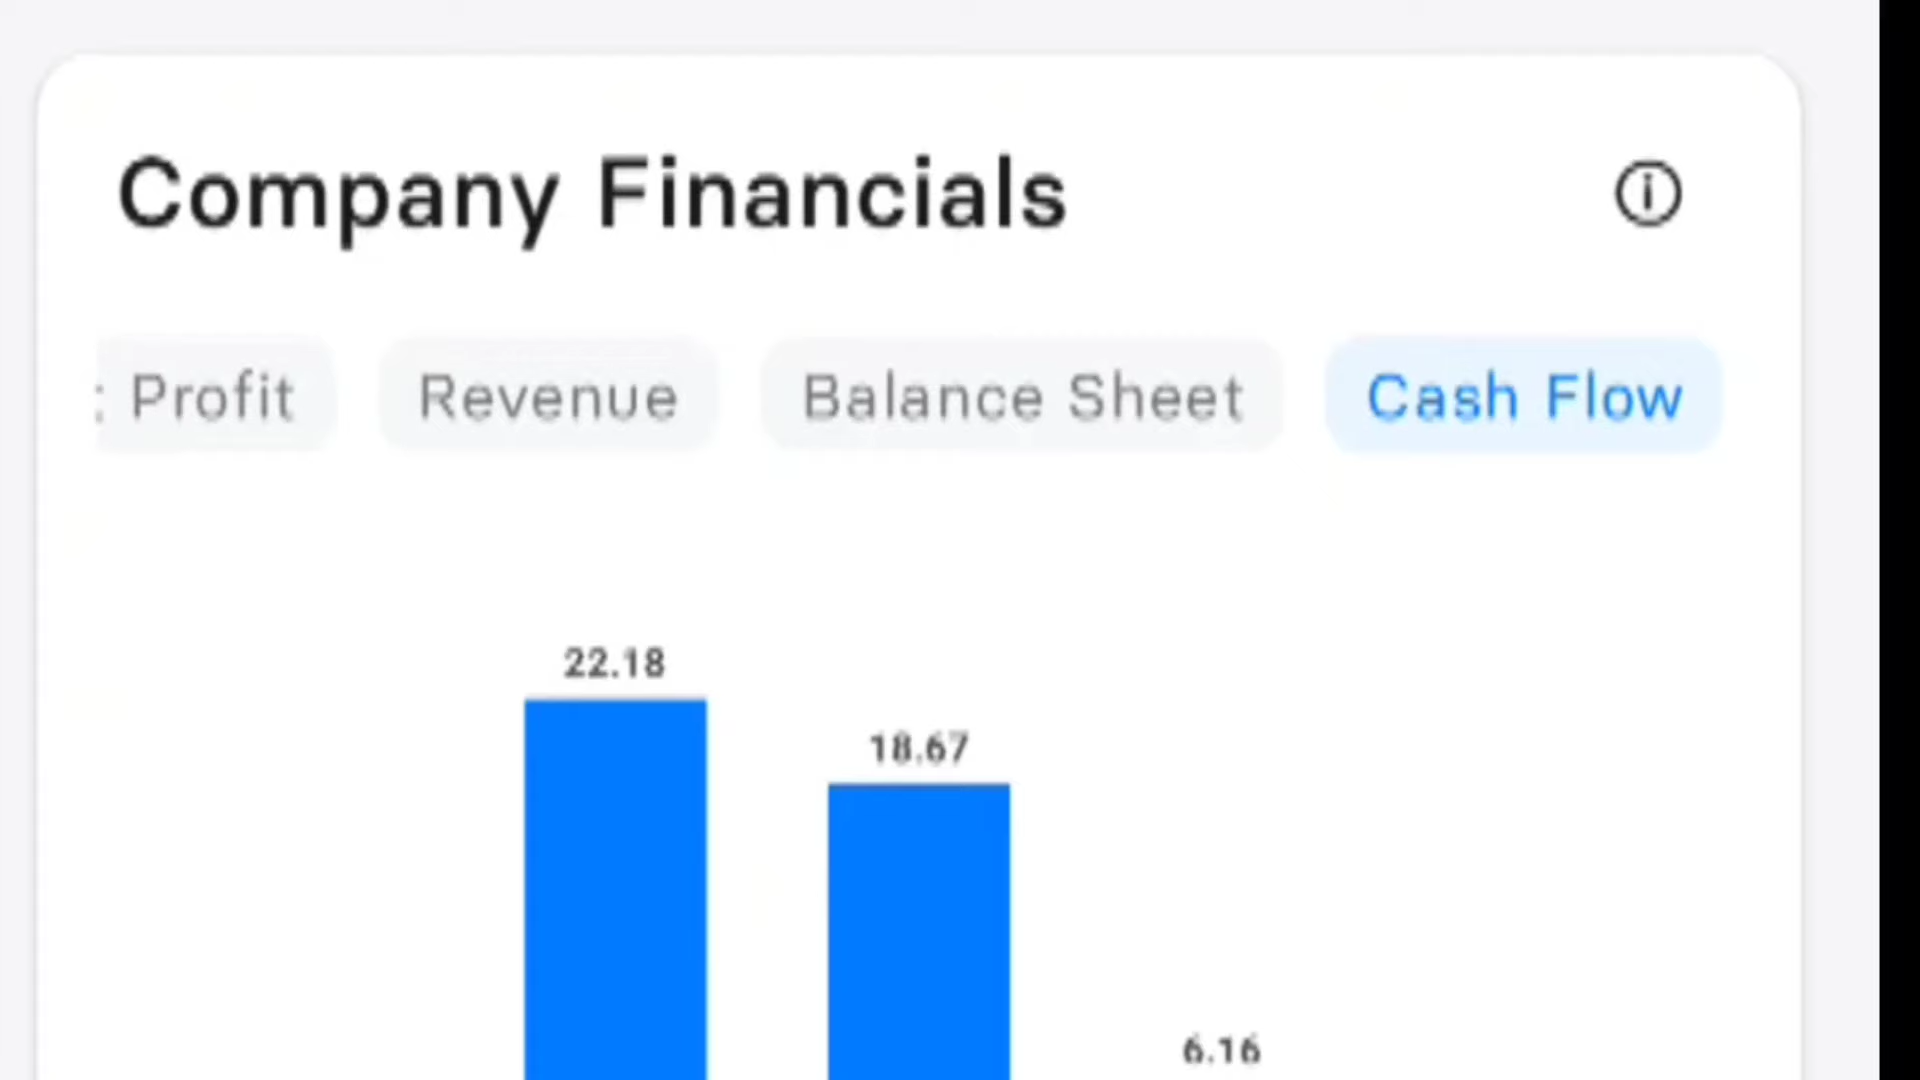 Company Financials
: Profit Revenue Balance Sheet Cash Flow
22.18
18.67
6.16